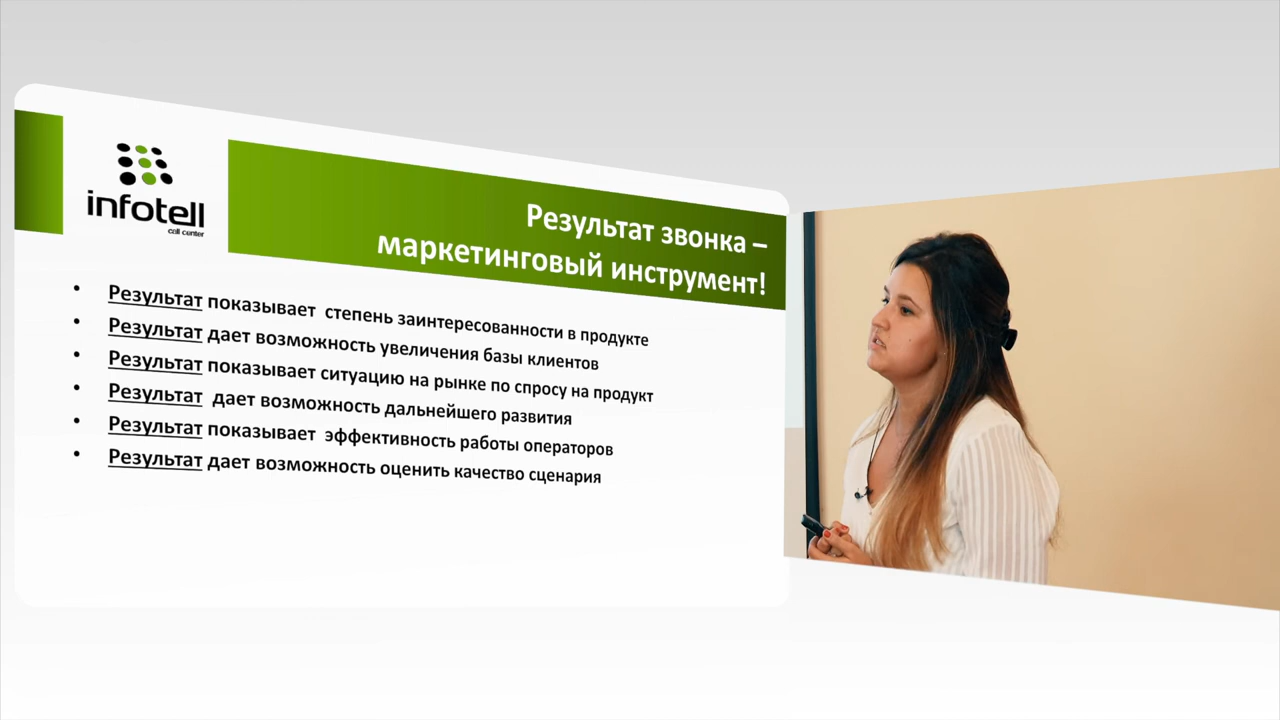 infotell
call center
Результат звонка –
маркетинговый инструмент!
• Результат показывает степень заинтересованности в продукте
• Результат дает возможность увеличения базы клиентов
• Результат показывает ситуацию на рынке по спросу на продукт
• Результат дает возможность дальнейшего развития
• Результат показывает эффективность работы операторов
• Результат дает возможность оценить качество сценария